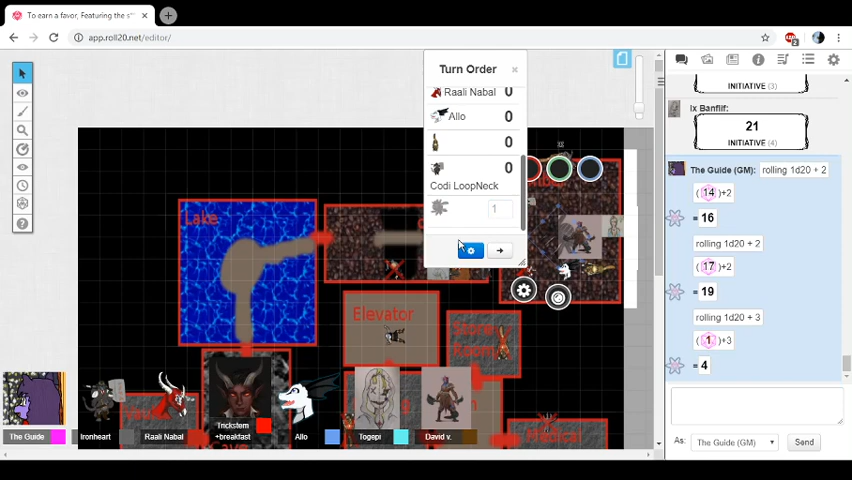 To earn a favor, Featuring the st
app.roll20.net/editor/
Turn Order
Raali Nabal 0
Allo 0
0
0
Codi LoopNeck
1
Lake
Elevator
Medical
INITIATIVE (3)
Ix Banflif:
21
INITIATIVE (4)
The Guide (GM): rolling 1d20 + 2
(14)+2
= 16
rolling 1d20 + 2
(17)+2
= 19
rolling 1d20 + 3
(1)+3
= 4
The Guide
Ironheart
Raali Nabal
Trickstem
+breakfast
Allo
Togepi
David v.
As: The Guide (GM) Send